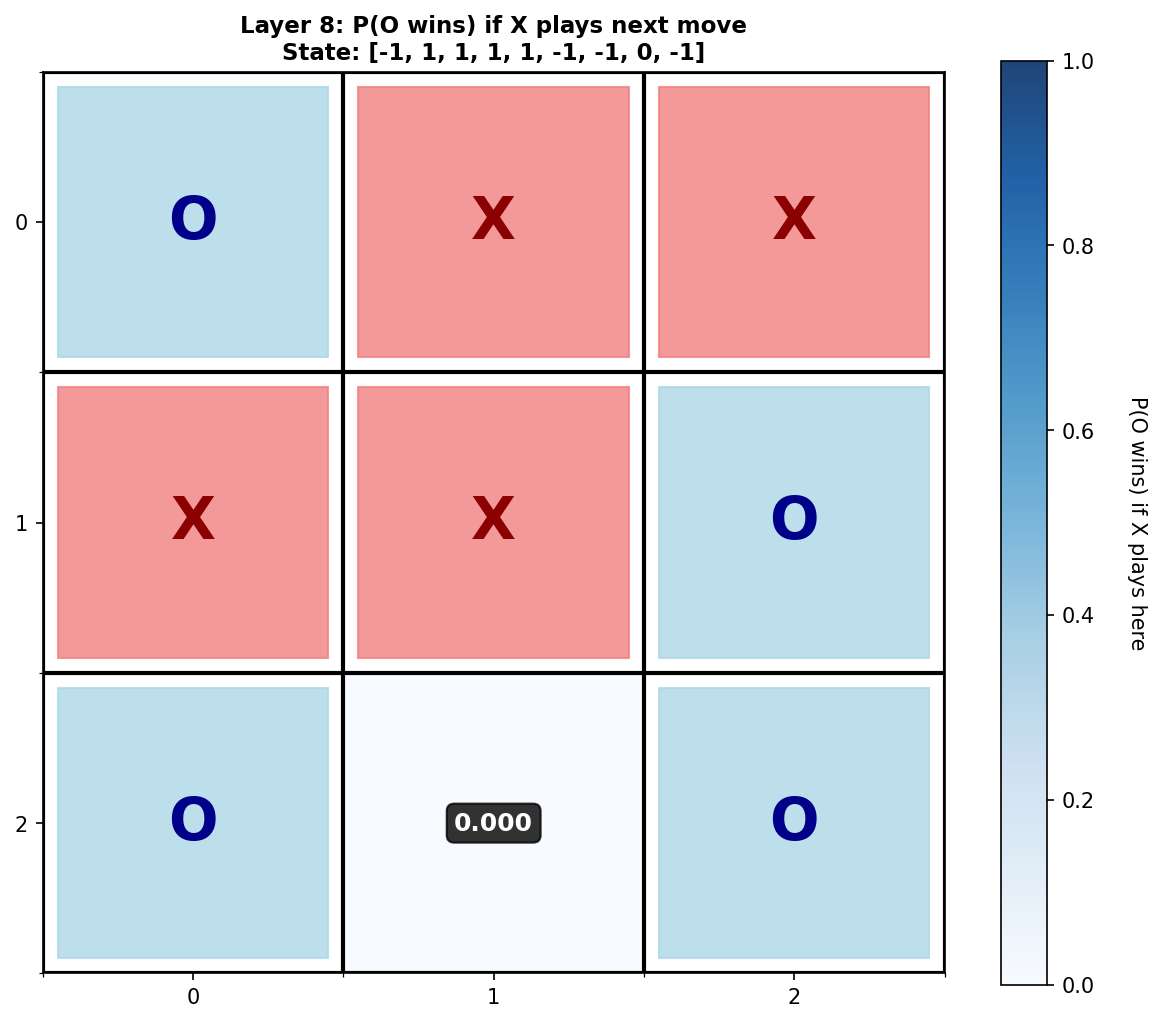 Layer 8: P(O wins) if X plays next move
State: [-1, 1, 1, 1, 1, -1, -1, 0, -1]
O X X
X X O
O 0.000 O
0
1
2
0 1 2
1.0
0.8
0.6
0.4
0.2
0.0
P(O wins) if X plays here